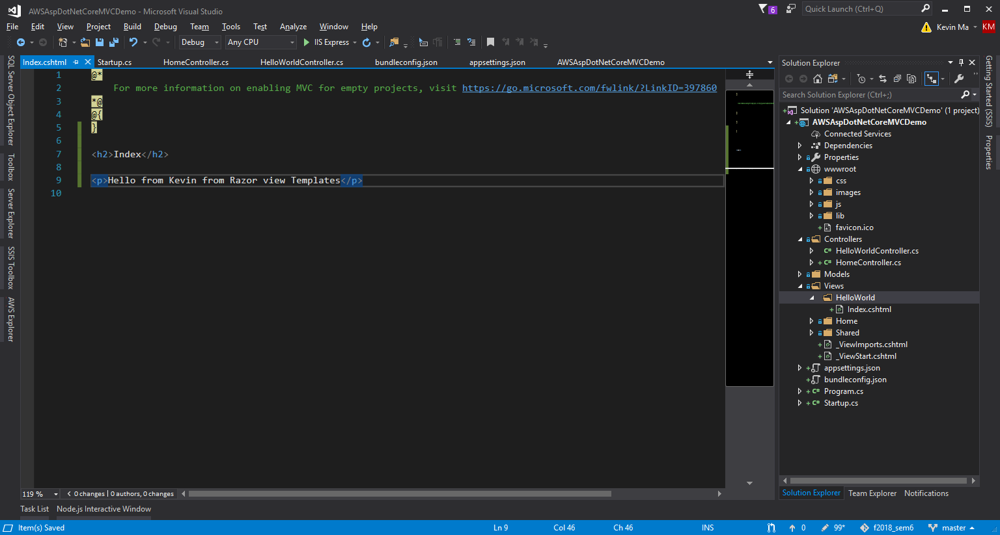 AWSAspDotNetCoreMVCDemo - Microsoft Visual Studio
6
Quick Launch (Ctrl+Q)
File Edit View Project Build Debug Team Tools Test Analyze Window Help
Kevin Ma
KM
Debug
Any CPU
IIS Express
SQL Server Object Explorer
Toolbox
Server Explorer
SSIS Toolbox
AWS Explorer
Index.cshtml Startup.cs HomeController.cs HelloWorldController.cs bundleconfig.json appsettings.json AWSAspDotNetCoreMVCDemo
1 @*
2 For more information on enabling MVC for empty projects, visit https://go.microsoft.com/fwlink/?LinkID=397860
3 *@
4 @{
5 }
6
7 <h2>Index</h2>
8
9 <p>Hello from Kevin from Razor view Templates</p>
10
119 %
0 changes | 0 authors, 0 changes
Solution Explorer
Search Solution Explorer (Ctrl+;)
Solution 'AWSAspDotNetCoreMVCDemo' (1 project)
AWSAspDotNetCoreMVCDemo
Connected Services
Dependencies
Properties
wwwroot
css
images
js
lib
favicon.ico
Controllers
C# HelloWorldController.cs
C# HomeController.cs
Models
Views
HelloWorld
Index.cshtml
Home
Shared
_ViewImports.cshtml
_ViewStart.cshtml
appsettings.json
bundleconfig.json
C# Program.cs
C# Startup.cs
Solution Explorer Team Explorer Notifications
Getting Started (SSIS)
Properties
Task List Node.js Interactive Window
Item(s) Saved
Ln 9 Col 46 Ch 46 INS
0 99* f2018_sem6 master